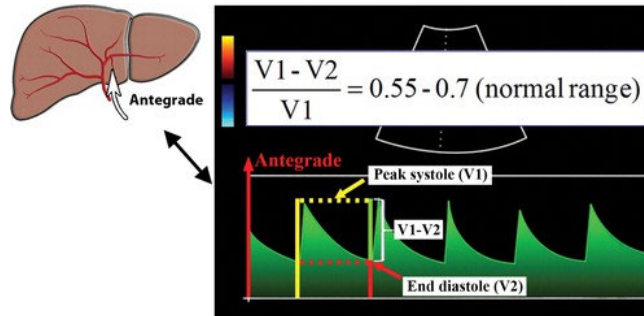 Antegrade
V1 - V2
V1
= 0.55 - 0.7 (normal range)
Antegrade
Peak systole (V1)
V1-V2
End diastole (V2)